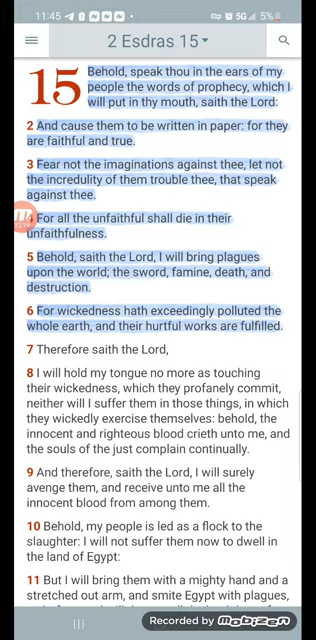 11:45
5G 5%
2 Esdras 15
15 Behold, speak thou in the ears of my
people the words of prophecy, which I
will put in thy mouth, saith the Lord:
2 And cause them to be written in paper: for they
are faithful and true.
3 Fear not the imaginations against thee, let not
the incredulity of them trouble thee, that speak
against thee.
4 For all the unfaithful shall die in their
unfaithfulness.
5 Behold, saith the Lord, I will bring plagues
upon the world; the sword, famine, death, and
destruction.
6 For wickedness hath exceedingly polluted the
whole earth, and their hurtful works are fulfilled.
7 Therefore saith the Lord,
8 I will hold my tongue no more as touching
their wickedness, which they profanely commit,
neither will I suffer them in those things, in which
they wickedly exercise themselves: behold, the
innocent and righteous blood crieth unto me, and
the souls of the just complain continually.
9 And therefore, saith the Lord, I will surely
avenge them, and receive unto me all the
innocent blood from among them.
10 Behold, my people is led as a flock to the
slaughter: I will not suffer them now to dwell in
the land of Egypt:
11 But I will bring them with a mighty hand and a
stretched out arm, and smite Egypt with plagues,
Recorded by mobizen